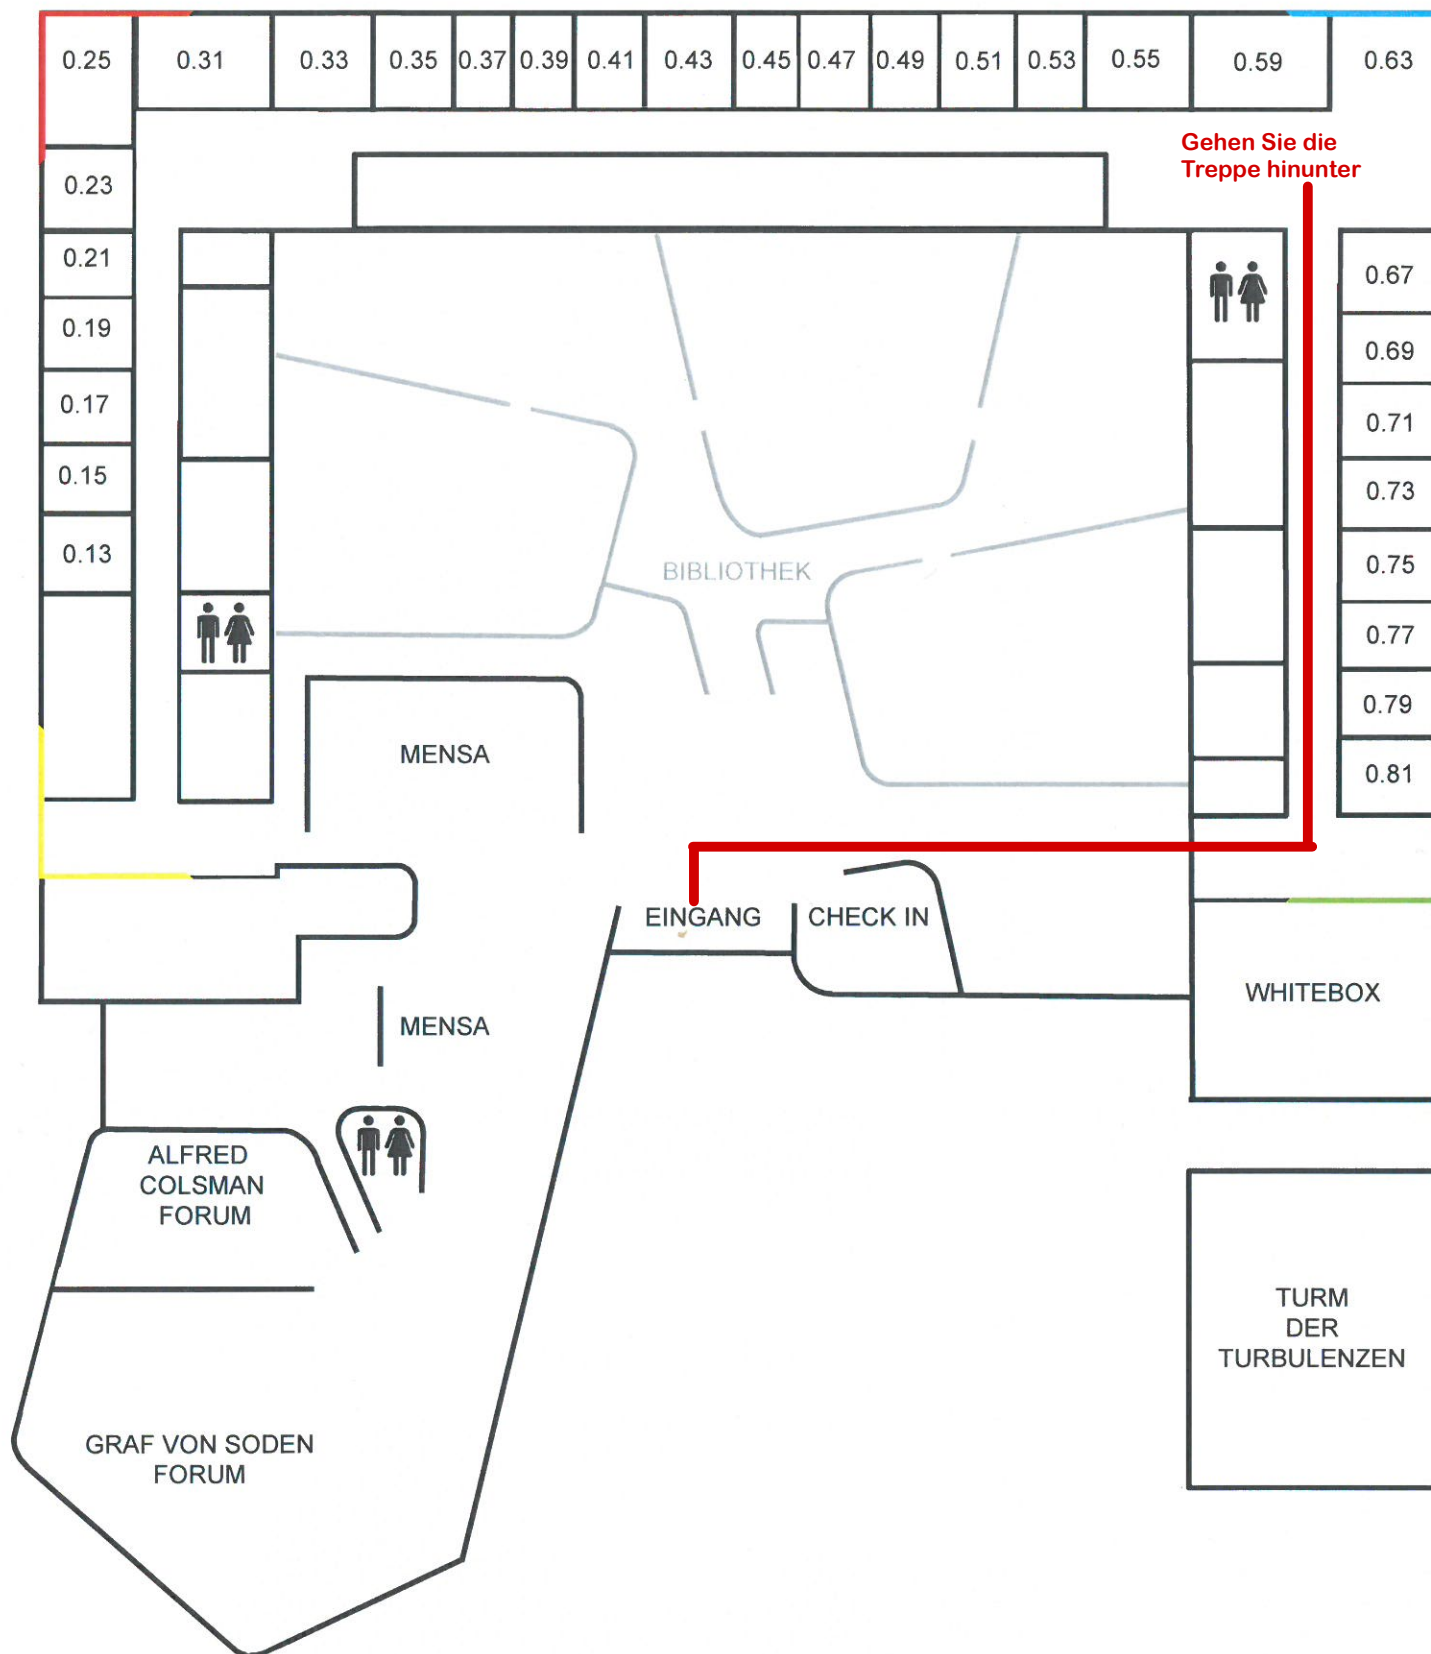 0.25
0.31
0.33
0.35
0.37
0.39
0.41
0.43
0.45
0.47
0.49
0.51
0.53
0.55
0.59
0.63
Gehen Sie die
Treppe hinunter
0.23
0.21
0.19
0.17
0.15
0.13
0.67
0.69
0.71
0.73
0.75
0.77
0.79
0.81
BIBLIOTHEK
MENSA
EINGANG
CHECK IN
WHITEBOX
MENSA
ALFRED
COLSMAN
FORUM
TURM
DER
TURBULENZEN
GRAF VON SODEN
FORUM